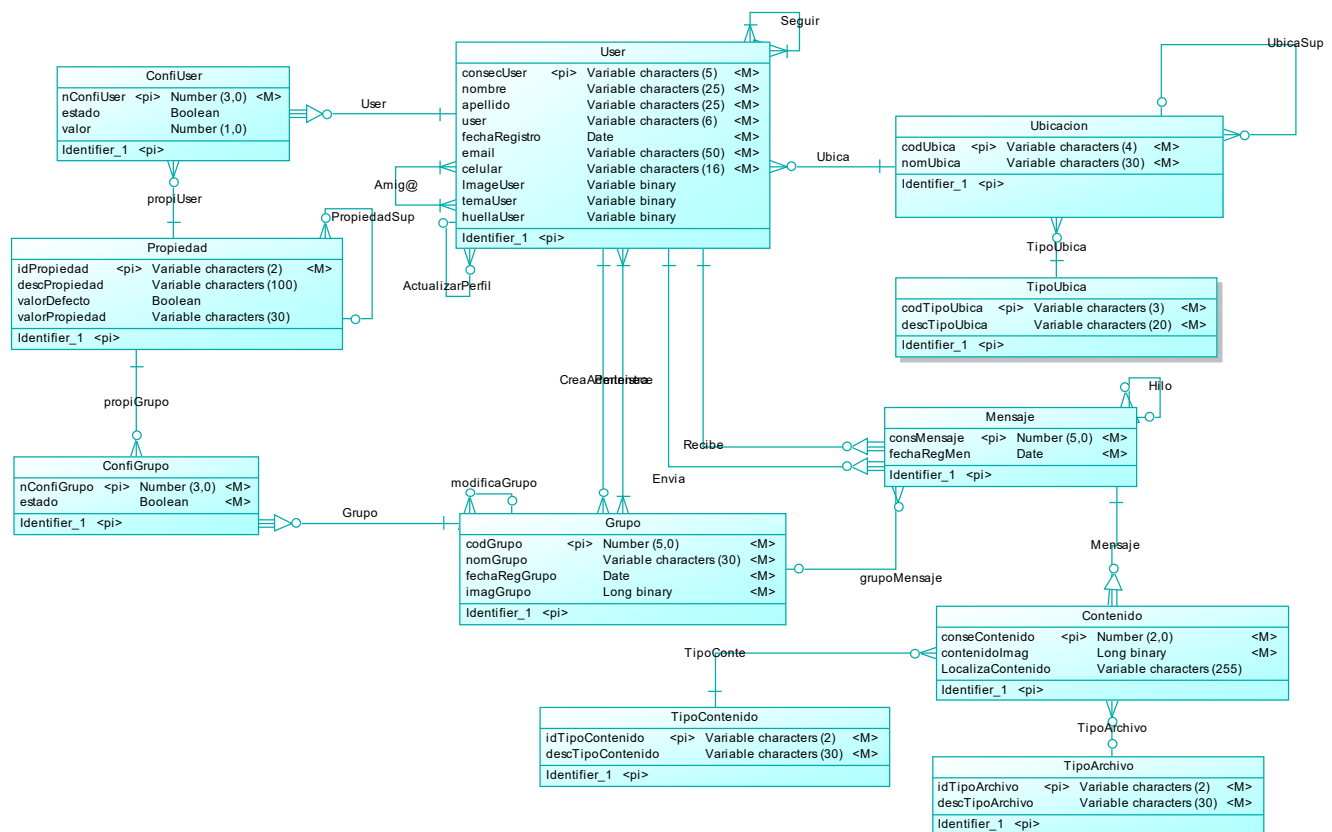 Seguir
User
consecUser <pi> Variable characters (5) <M>
nombre Variable characters (25) <M>
apellido Variable characters (25) <M>
user Variable characters (6) <M>
fechaRegistro Date <M>
email Variable characters (50) <M>
celular Variable characters (16) <M>
ImageUser Variable binary
temaUser Variable binary
huellaUser Variable binary
Identifier_1 <pi>
UbicaSup
ConfiUser
nConfiUser <pi> Number (3,0) <M>
estado Boolean
valor Number (1,0)
Identifier_1 <pi>
User
Ubica
Ubicacion
codUbica <pi> Variable characters (4) <M>
nomUbica Variable characters (30) <M>
Identifier_1 <pi>
Amig@
propiUser
PropiedadSup
ActualizarPerfil
TipoUbica
Propiedad
idPropiedad <pi> Variable characters (2) <M>
descPropiedad Variable characters (100)
valorDefecto Boolean
valorPropiedad Variable characters (30)
Identifier_1 <pi>
TipoUbica
codTipoUbica <pi> Variable characters (3) <M>
descTipoUbica Variable characters (20) <M>
Identifier_1 <pi>
propiGrupo
Hilo
Mensaje
consMensaje <pi> Number (5,0) <M>
fechaRegMen Date <M>
Identifier_1 <pi>
Recibe
Envia
ConfiGrupo
nConfiGrupo <pi> Number (3,0) <M>
estado Boolean <M>
Identifier_1 <pi>
modificaGrupo
Grupo
Grupo
codGrupo <pi> Number (5,0) <M>
nomGrupo Variable characters (30) <M>
fechaRegGrupo Date <M>
imagGrupo Long binary <M>
Identifier_1 <pi>
grupoMensaje
Mensaje
Contenido
conseContenido <pi> Number (2,0) <M>
contenidoImag Long binary <M>
LocalizaContenido Variable characters (255)
Identifier_1 <pi>
TipoConte
TipoContenido
idTipoContenido <pi> Variable characters (2) <M>
descTipoContenido Variable characters (30) <M>
Identifier_1 <pi>
TipoArchivo
TipoArchivo
idTipoArchivo <pi> Variable characters (2) <M>
descTipoArchivo Variable characters (30) <M>
Identifier_1 <pi>